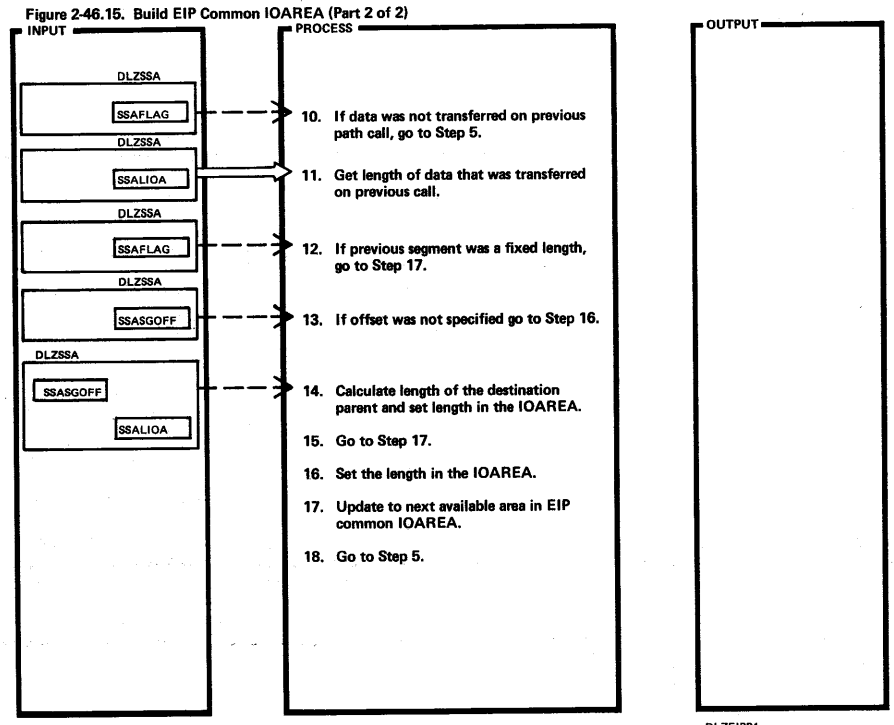 Figure 2-46.15. Build EIP Common IOAREA (Part 2 of 2)
INPUT
PROCESS
OUTPUT
DLZSSA
SSAFLAG
10. If data was not transferred on previous
path call, go to Step 5.
DLZSSA
SSALIOA
11. Get length of data that was transferred
on previous call.
DLZSSA
SSAFLAG
12. If previous segment was a fixed length,
go to Step 17.
DLZSSA
SSASGOFF
13. If offset was not specified go to Step 16.
DLZSSA
SSASGOFF
SSALIOA
14. Calculate length of the destination
parent and set length in the IOAREA.
15. Go to Step 17.
16. Set the length in the IOAREA.
17. Update to next available area in EIP
common IOAREA.
18. Go to Step 5.